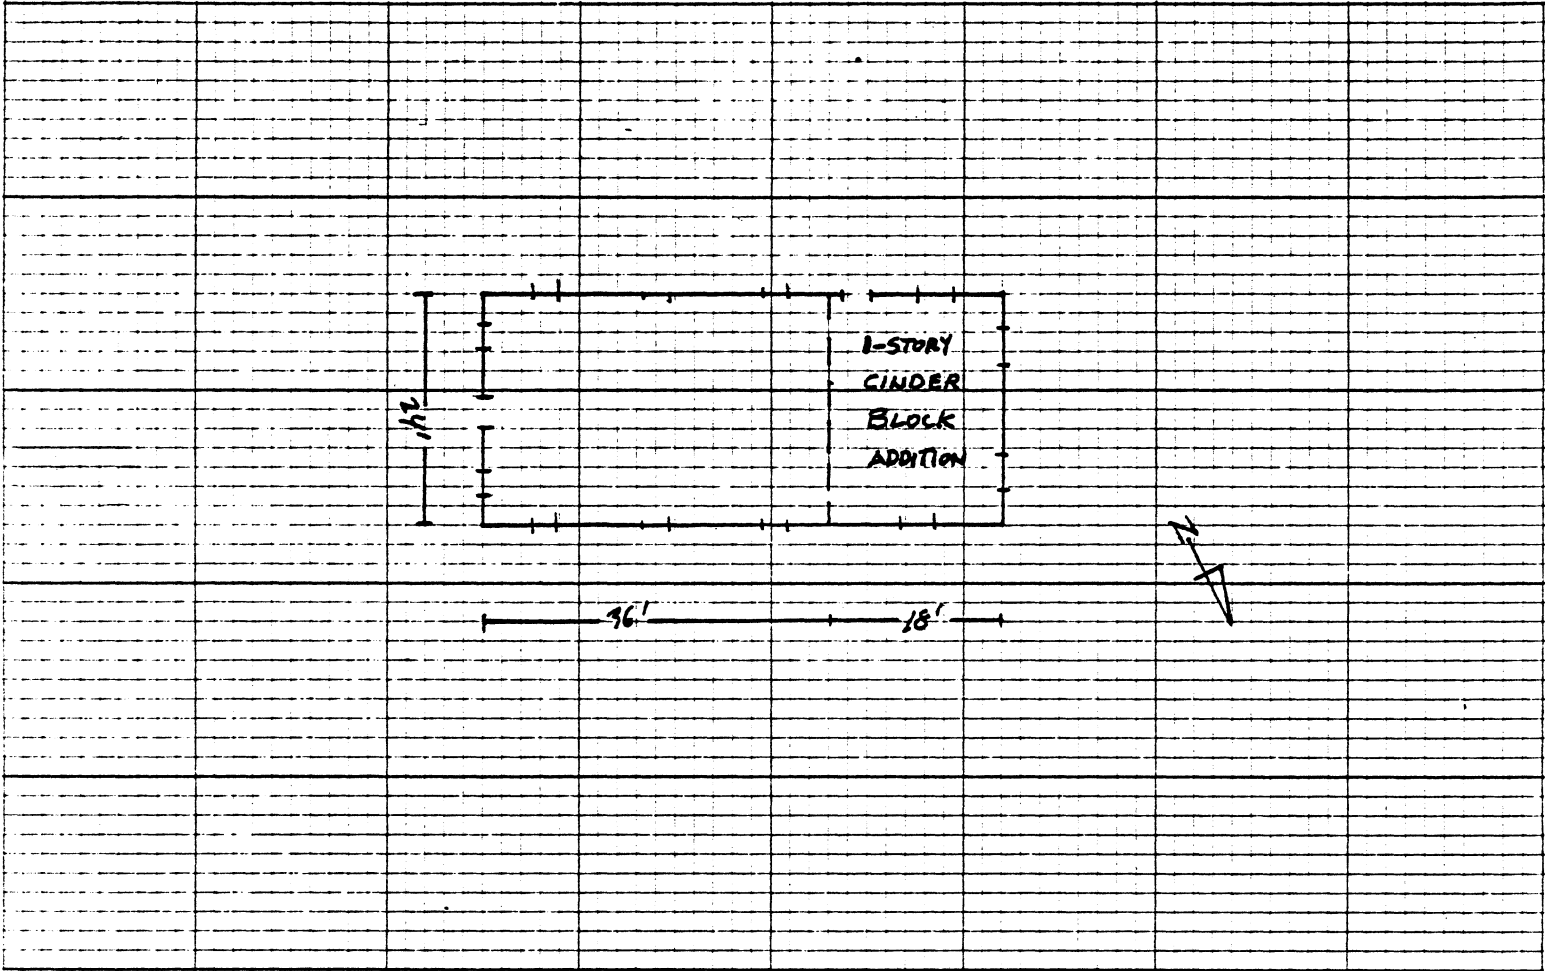 1-STORY
CINDER
BLOCK
ADDITION
24'
N
36'
18'